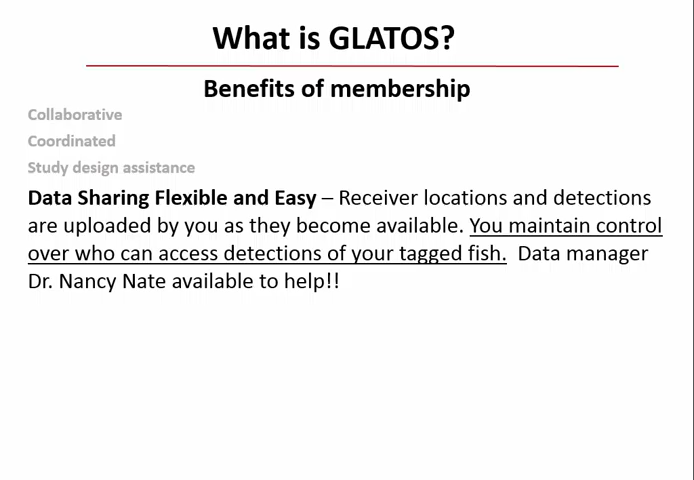 What is GLATOS?
Benefits of membership
Collaborative
Coordinated
Study design assistance
Data Sharing Flexible and Easy – Receiver locations and detections
are uploaded by you as they become available. You maintain control
over who can access detections of your tagged fish. Data manager
Dr. Nancy Nate available to help!!